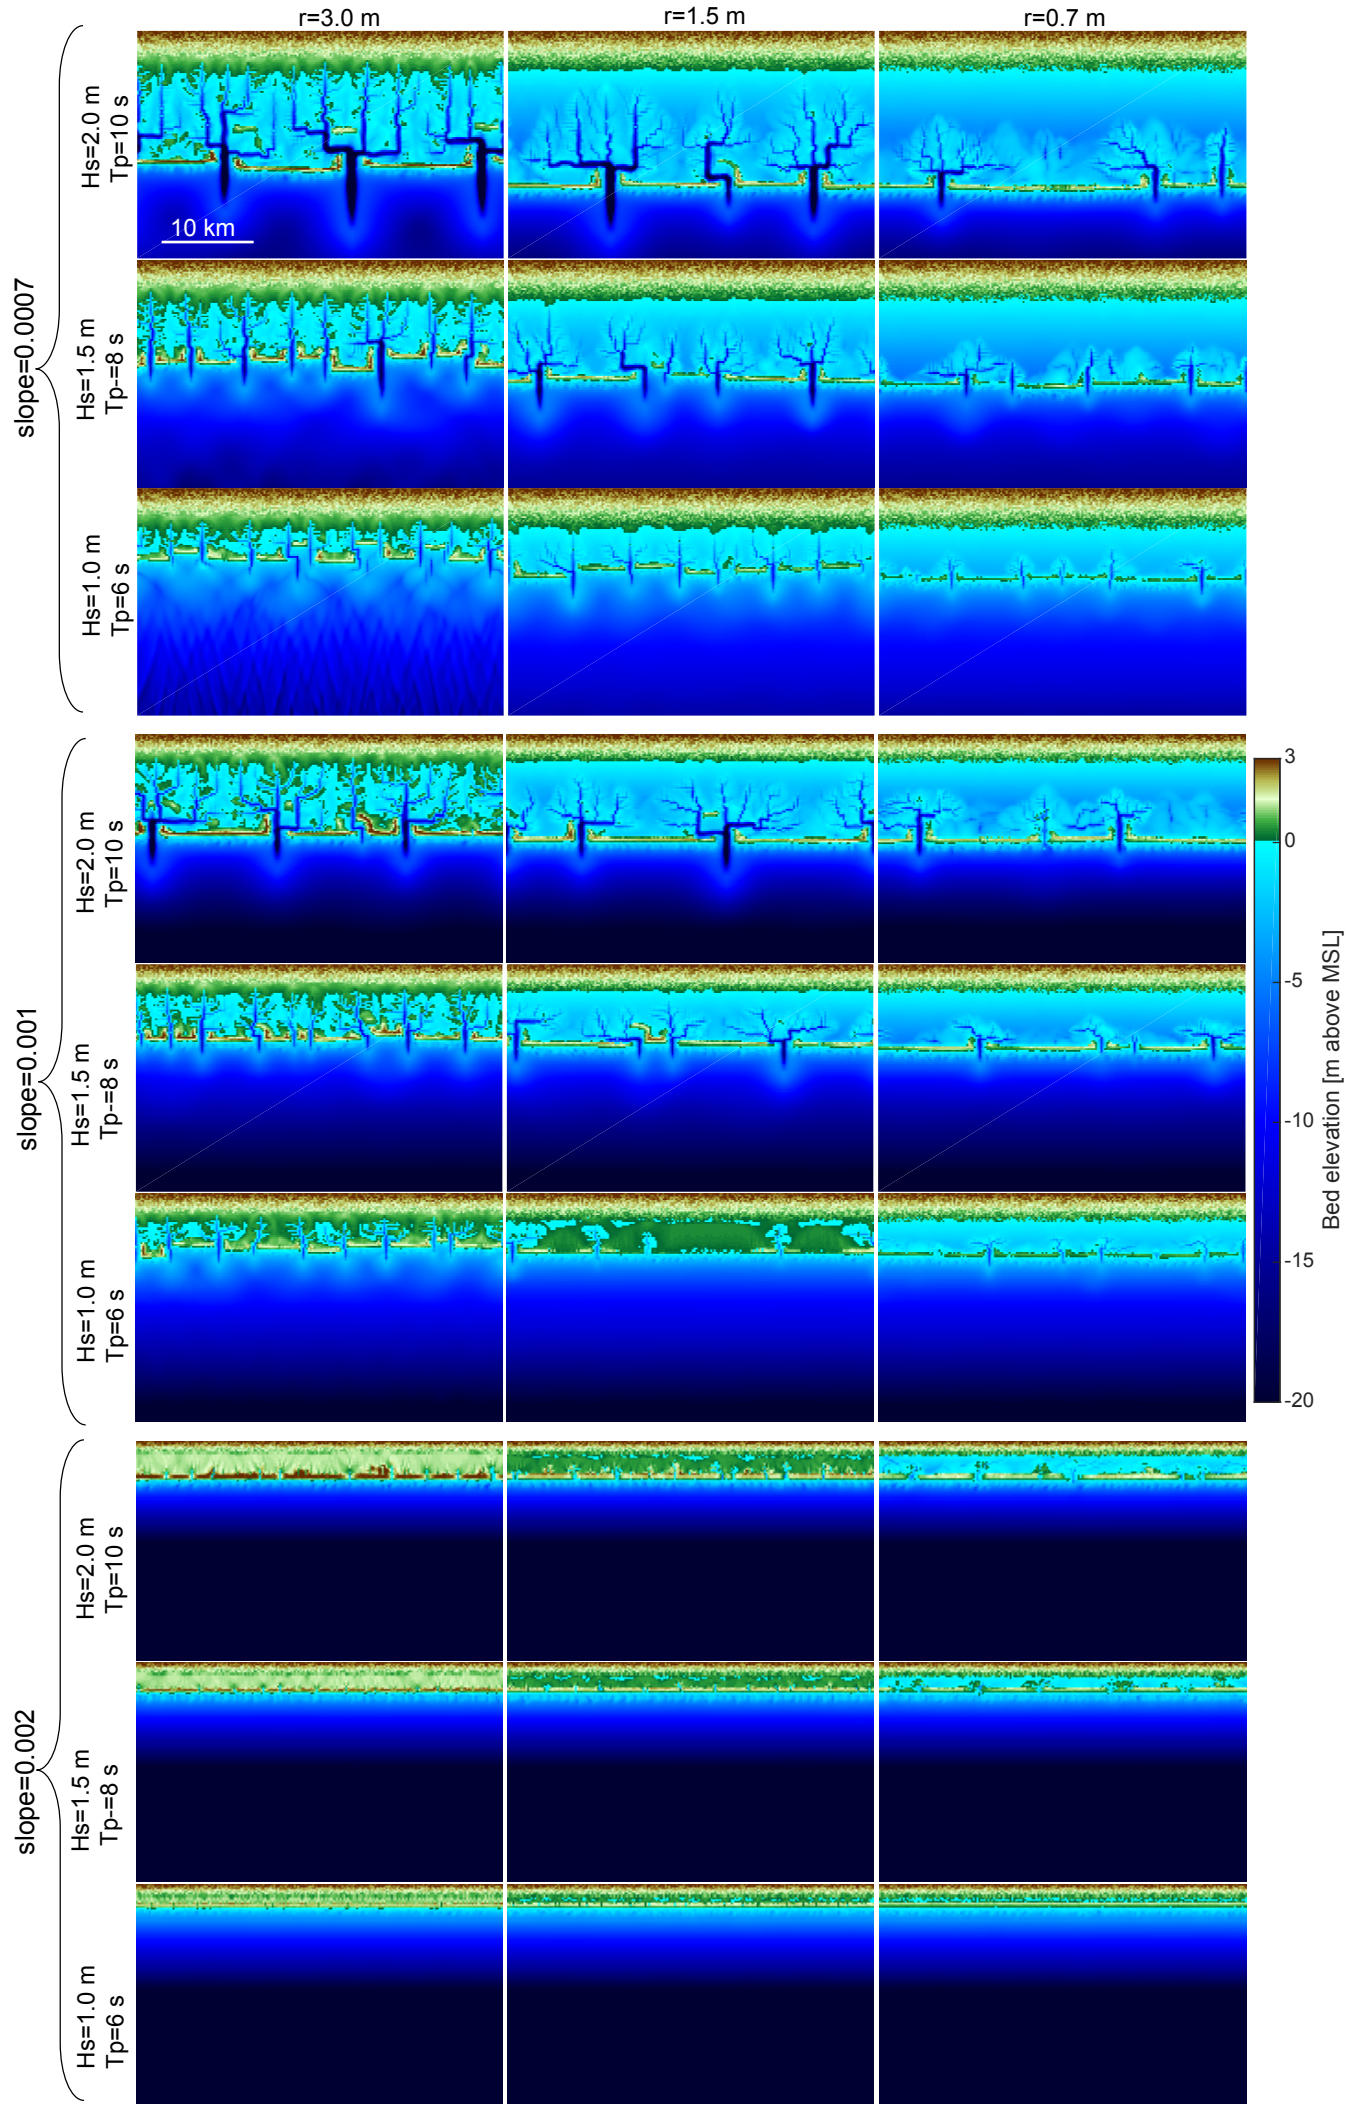 r=3.0 m
r=1.5 m
r=0.7 m
slope=0.0007
Hs=2.0 m
Tp=10 s
10 km
Hs=1.5 m
Tp-=8 s
Hs=1.0 m
Tp=6 s
slope=0.001
Hs=2.0 m
Tp=10 s
Hs=1.5 m
Tp-=8 s
Hs=1.0 m
Tp=6 s
3
0
-5
-10
-15
-20
Bed elevation [m above MSL]
slope=0.002
Hs=2.0 m
Tp=10 s
Hs=1.5 m
Tp-=8 s
Hs=1.0 m
Tp=6 s